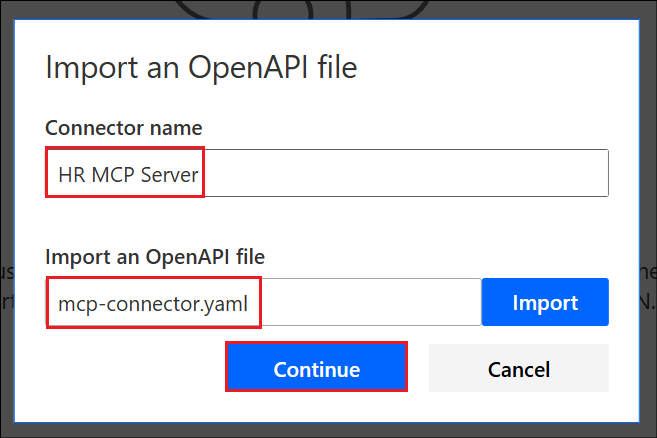 Import an OpenAPI file
Connector name
HR MCP Server
Import an OpenAPI file
mcp-connector.yaml
Import
Continue
Cancel